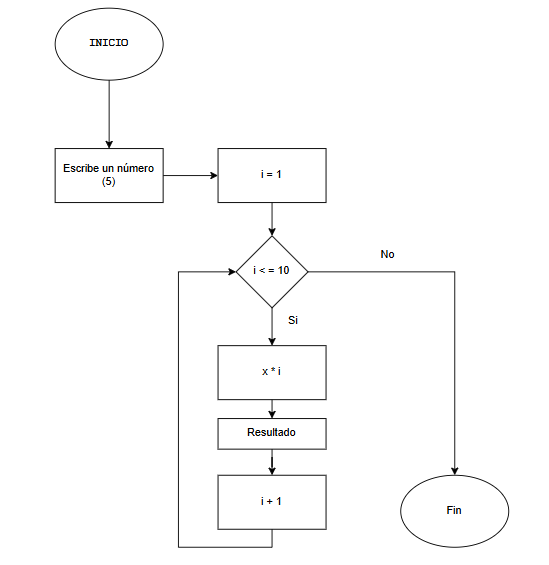 INICIO
Escribe un número
(5)
i = 1
i < = 10
No
Si
x * i
Resultado
i + 1
Fin